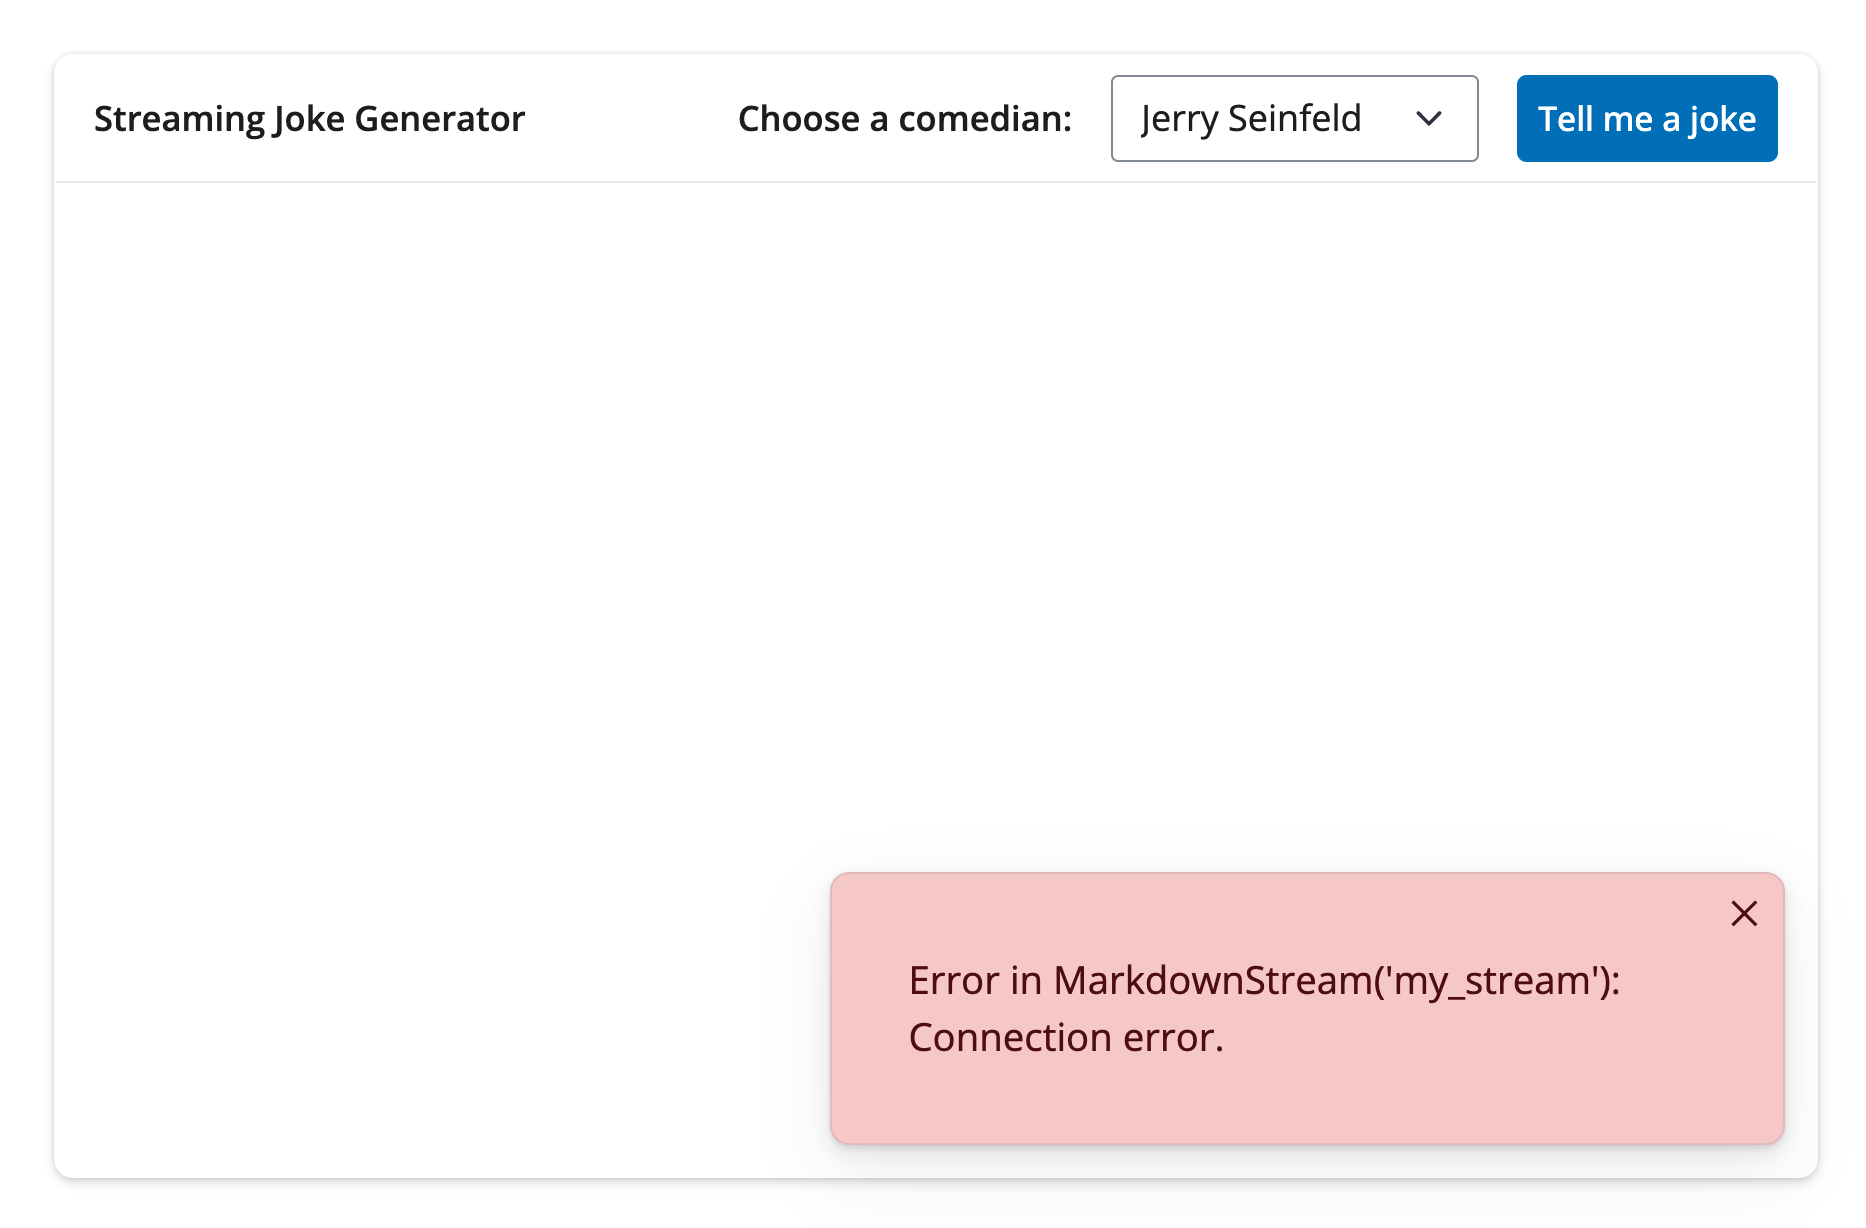 Streaming Joke Generator
Choose a comedian:
Jerry Seinfeld
Tell me a joke
Error in MarkdownStream('my_stream'):
Connection error.